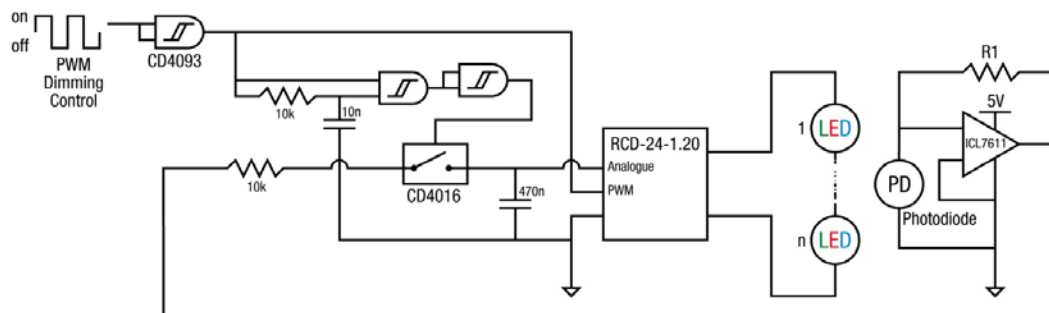 on
off
PWM
Dimming
Control
CD4093
10k
10n
10k
CD4016
470n
RCD-24-1.20
Analogue
PWM
1
LED
n
LED
R1
5V
ICL7611
PD
Photodiode